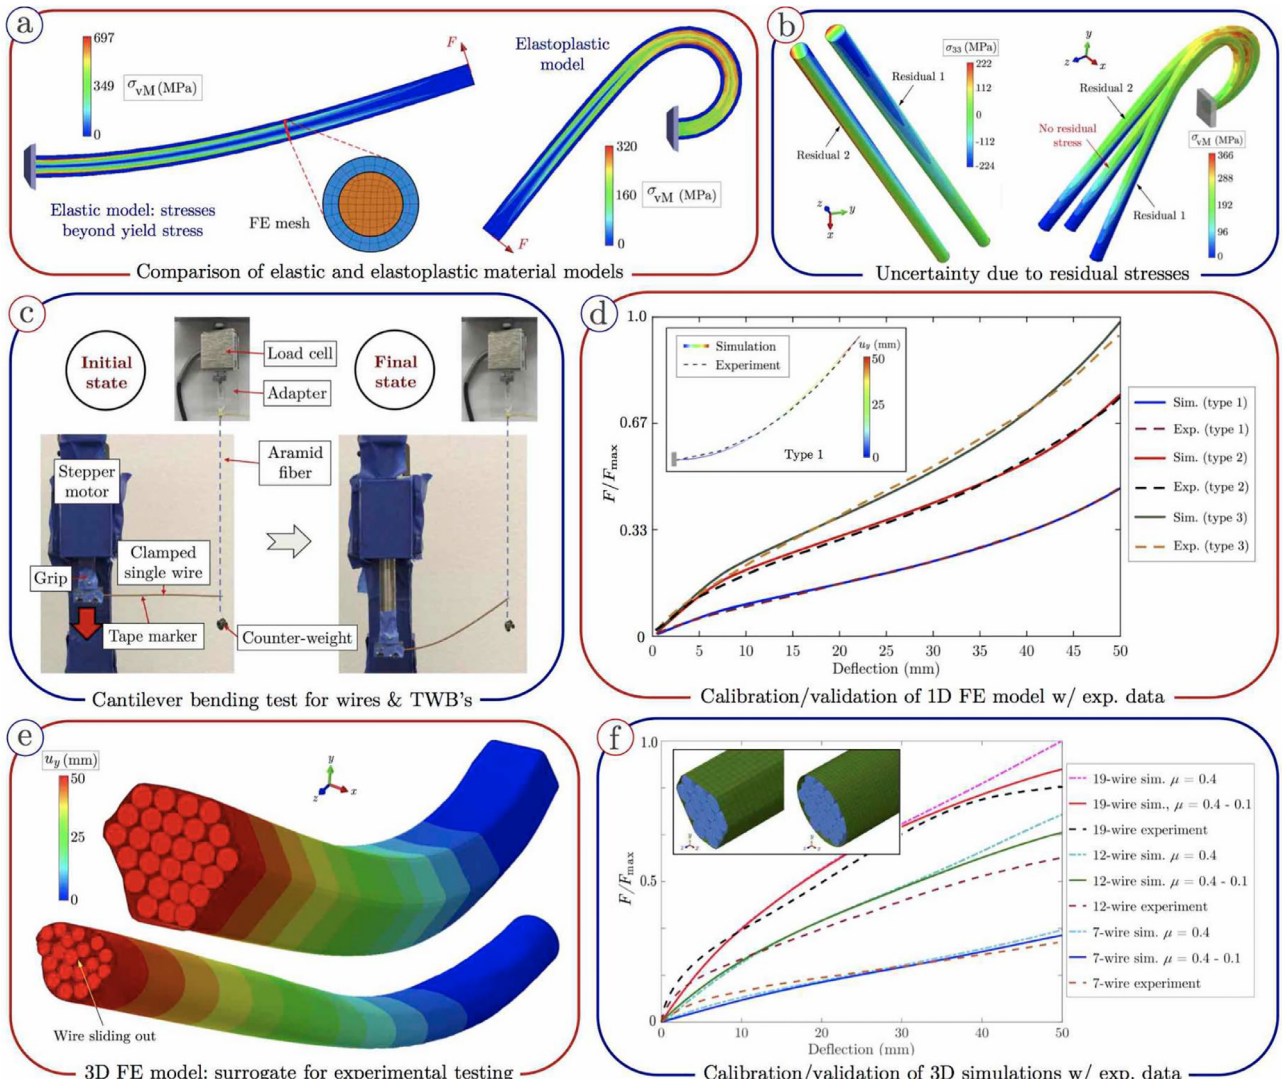 a
697
349
0
σvM (MPa)
F
Elastoplastic
model
320
160
0
σvM (MPa)
F
FE mesh
Elastic model: stresses
beyond yield stress
Comparison of elastic and elastoplastic material models
b
σ33 (MPa)
222
112
0
-112
-224
Residual 1
Residual 2
z
y
x
y
z
x
Residual 2
No residual
stress
Residual 1
σvM (MPa)
366
288
192
96
0
Uncertainty due to residual stresses
c
Initial
state
Load cell
Adapter
Final
state
Stepper
motor
Aramid
fiber
Clamped
single wire
Grip
Tape marker
Counter-weight
Cantilever bending test for wires & TWB's
d
1.0
0.67
0.33
0
F/Fmax
Simulation
Experiment
uy (mm)
50
25
0
Type 1
Sim. (type 1)
Exp. (type 1)
Sim. (type 2)
Exp. (type 2)
Sim. (type 3)
Exp. (type 3)
0 5 10 15 20 25 30 35 40 45 50
Deflection (mm)
Calibration/validation of 1D FE model w/ exp. data
e
uy (mm)
50
25
0
y
z
x
Wire sliding out
3D FE model: surrogate for experimental testing
f
1.0
0.5
0
F/Fmax
19-wire sim. μ = 0.4
19-wire sim., μ = 0.4 - 0.1
19-wire experiment
12-wire sim. μ = 0.4
12-wire sim. μ = 0.4 - 0.1
12-wire experiment
7-wire sim. μ = 0.4
7-wire sim. μ = 0.4 - 0.1
7-wire experiment
0 10 20 30 40 50
Deflection (mm)
Calibration/validation of 3D simulations w/ exp. data